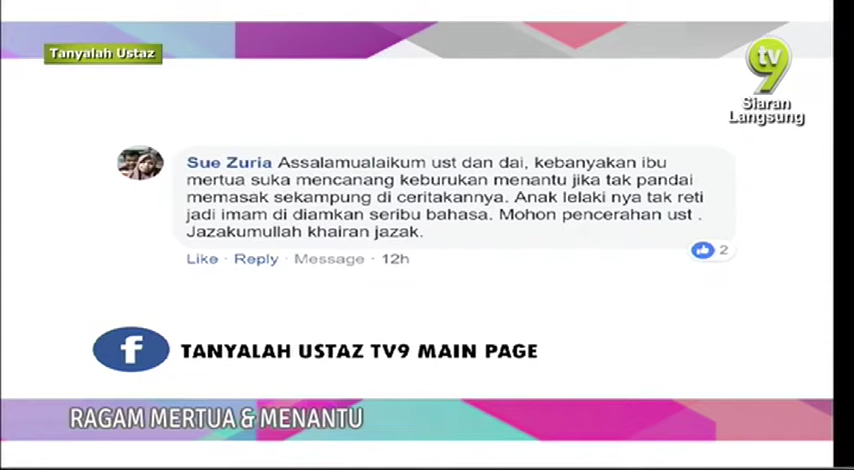 Tanyalah Ustaz
tv
9
Siaran
Langsung
Sue Zuria Assalamualaikum ust dan dai, kebanyakan ibu
mertua suka mencanang keburukan menantu jika tak pandai
memasak sekampung di ceritakannya. Anak lelaki nya tak reti
jadi imam di diamkan seribu bahasa. Mohon pencerahan ust .
Jazakumullah khairan jazak.
Like · Reply · Message · 12h
2
f TANYALAH USTAZ TV9 MAIN PAGE
RAGAM MERTUA & MENANTU